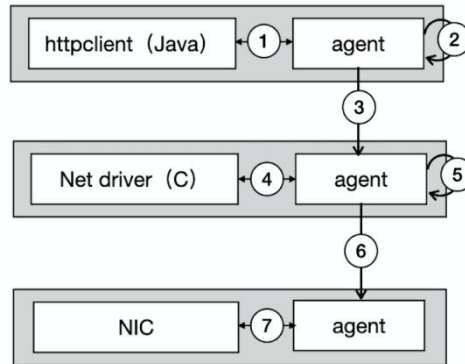 httpclient（Java） 1 agent 2
3
Net driver（C） 4 agent 5
6
NIC 7 agent